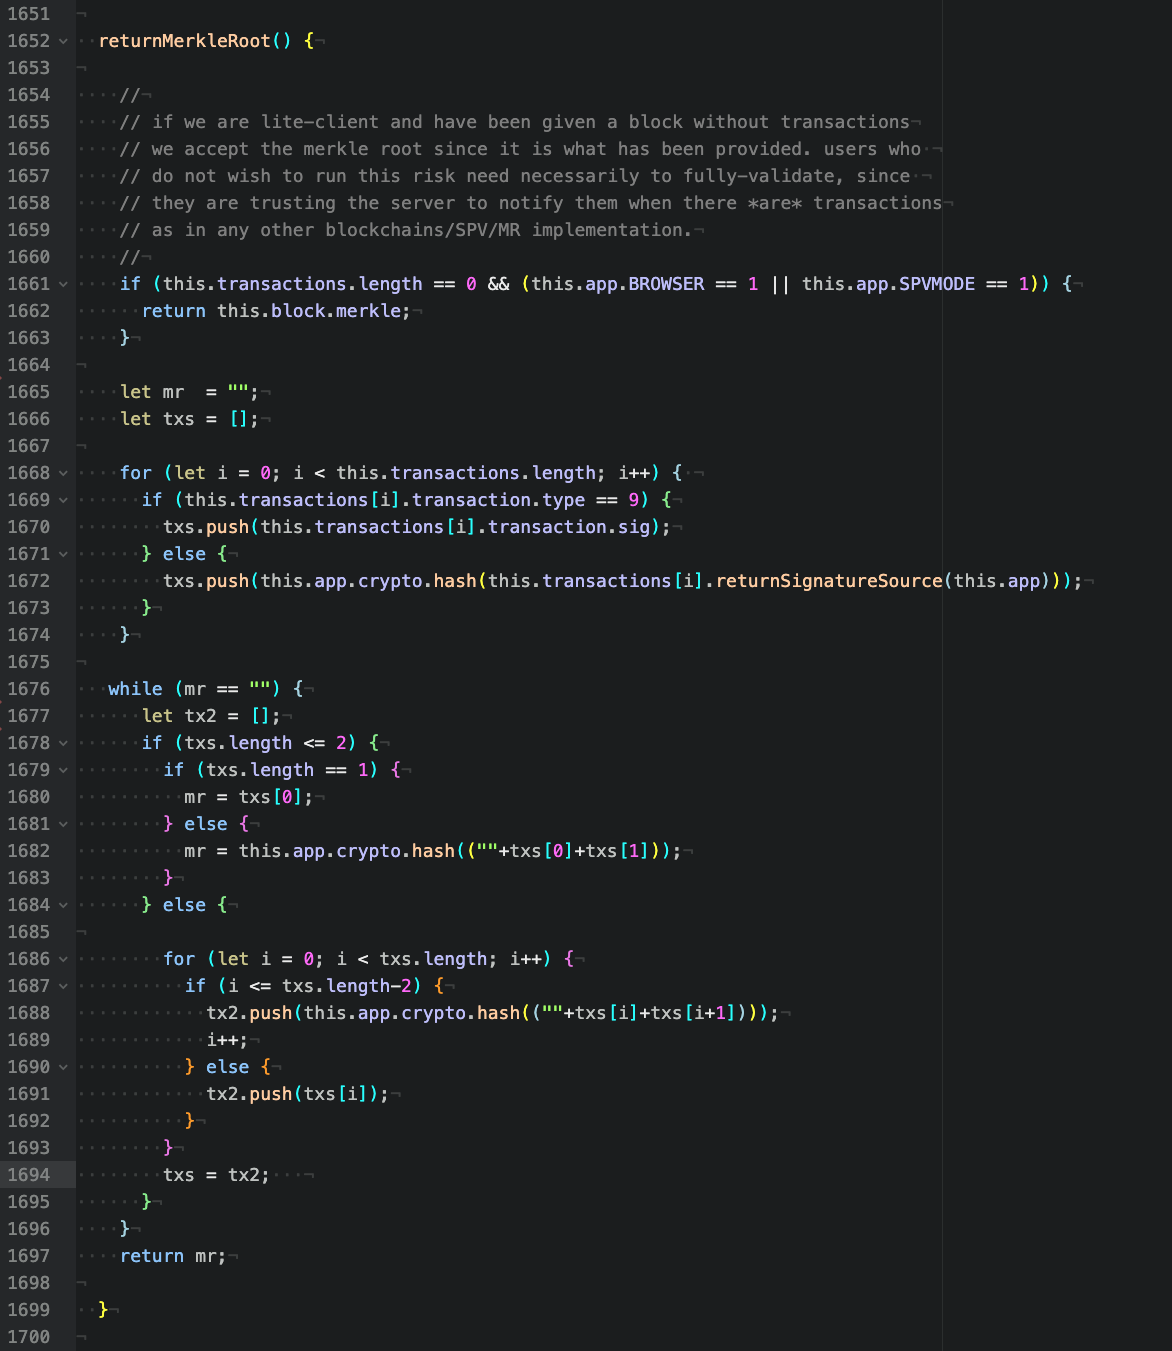 1651
1652 returnMerkleRoot() {
1653
1654 //
1655 // if we are lite-client and have been given a block without transactions
1656 // we accept the merkle root since it is what has been provided. users who
1657 // do not wish to run this risk need necessarily to fully-validate, since
1658 // they are trusting the server to notify them when there *are* transactions
1659 // as in any other blockchains/SPV/MR implementation.
1660 //
1661 if (this.transactions.length == 0 && (this.app.BROWSER == 1 || this.app.SPVMODE == 1)) {
1662 return this.block.merkle;
1663 }
1664
1665 let mr  = "";
1666 let txs = [];
1667
1668 for (let i = 0; i < this.transactions.length; i++) {
1669 if (this.transactions[i].transaction.type == 9) {
1670 txs.push(this.transactions[i].transaction.sig);
1671 } else {
1672 txs.push(this.app.crypto.hash(this.transactions[i].returnSignatureSource(this.app)));
1673 }
1674 }
1675
1676 while (mr == "") {
1677 let tx2 = [];
1678 if (txs.length <= 2) {
1679 if (txs.length == 1) {
1680 mr = txs[0];
1681 } else {
1682 mr = this.app.crypto.hash((""+txs[0]+txs[1]));
1683 }
1684 } else {
1685
1686 for (let i = 0; i < txs.length; i++) {
1687 if (i <= txs.length-2) {
1688 tx2.push(this.app.crypto.hash((""+txs[i]+txs[i+1])));
1689 i++;
1690 } else {
1691 tx2.push(txs[i]);
1692 }
1693 }
1694 txs = tx2;
1695 }
1696 }
1697 return mr;
1698
1699 }
1700